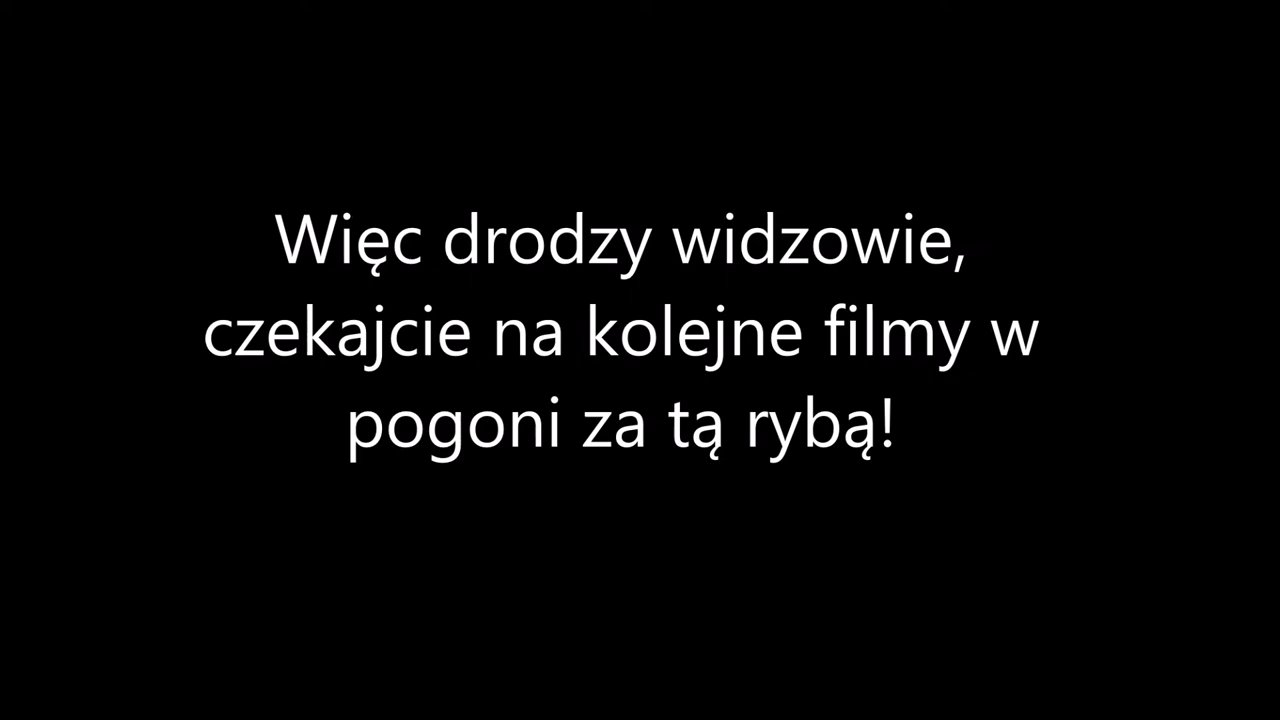 Więc drodzy widzowie,
czekajcie na kolejne filmy w
pogoni za tą rybą!